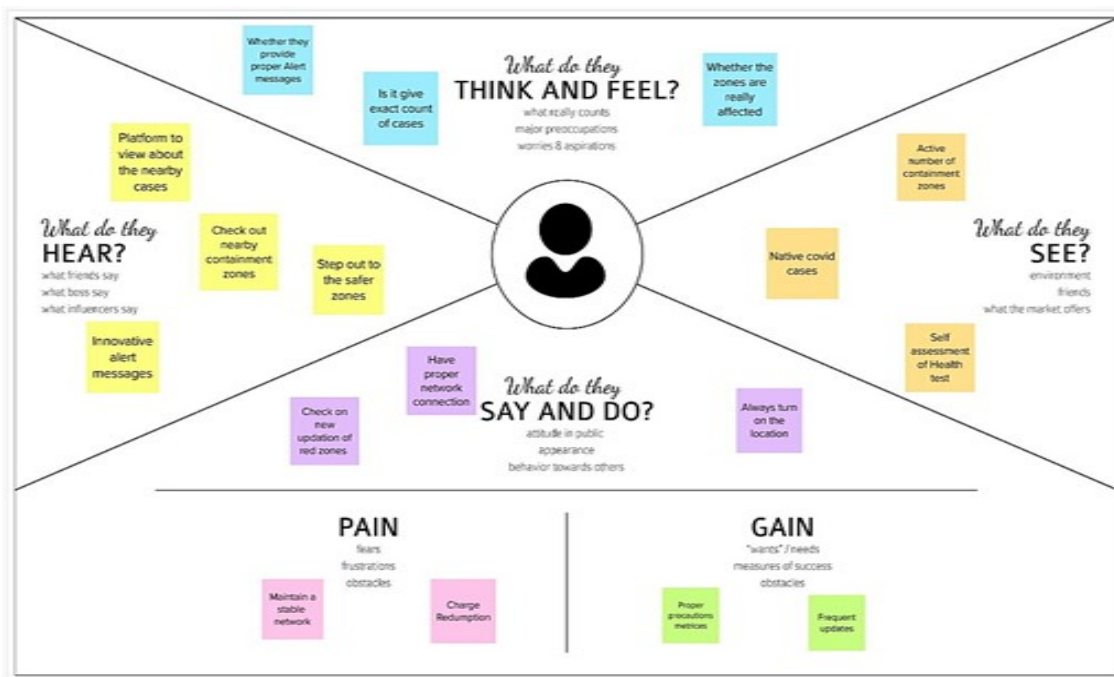 Whether they
provide
proper Alert
messages
Is it give
exact count
of cases
What do they
THINK AND FEEL?
what really counts
major preoccupations
worries & aspirations
Whether the
zones are
really
affected
Platform to
view about
the nearby
cases
What do they
HEAR?
what friends say
what boss say
what influencers say
Check out
nearby
containment
zones
Step out to
the safer
zones
Innovative
alert
messages
Active
number of
containment
zones
Native covid
cases
What do they
SEE?
environment
friends
what the market offers
Self
assessment
of Health
test
Have
proper
network
connection
Check on
new
updation of
red zones
What do they
SAY AND DO?
attitude in public
appearance
behavior towards others
Always turn
on the
location
PAIN
fears
frustrations
obstacles
Maintain a
stable
network
Charge
Redumption
GAIN
"wants" / needs
measures of success
obstacles
Proper
precautions
metrices
Frequent
updates